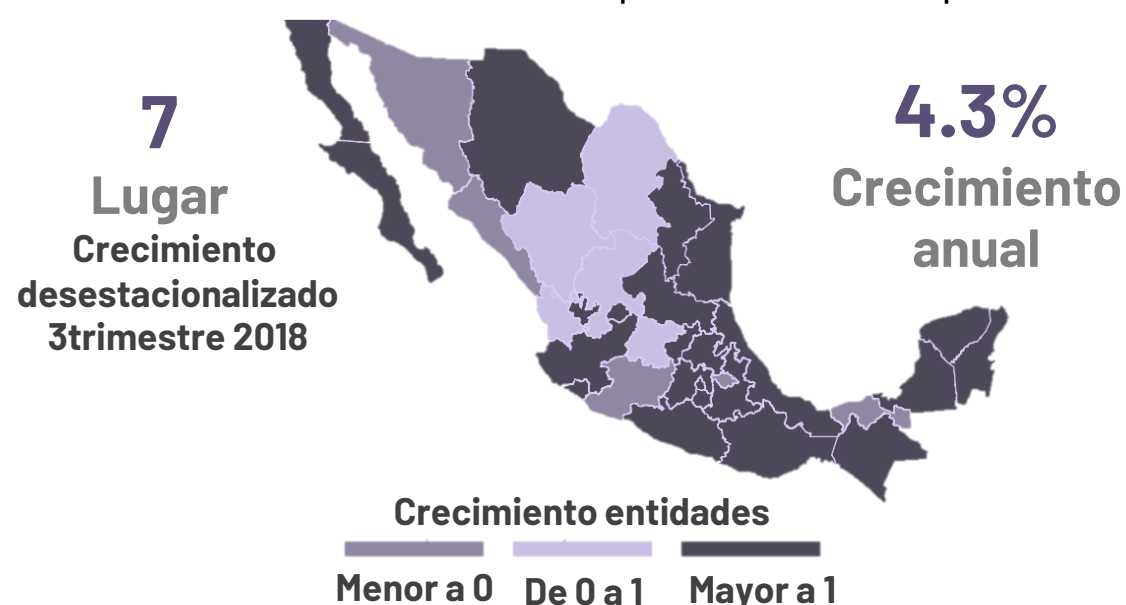 7
Lugar
Crecimiento
desestacionalizado
3trimestre 2018
4.3%
Crecimiento
anual
Crecimiento entidades
Menor a 0 De 0 a 1 Mayor a 1